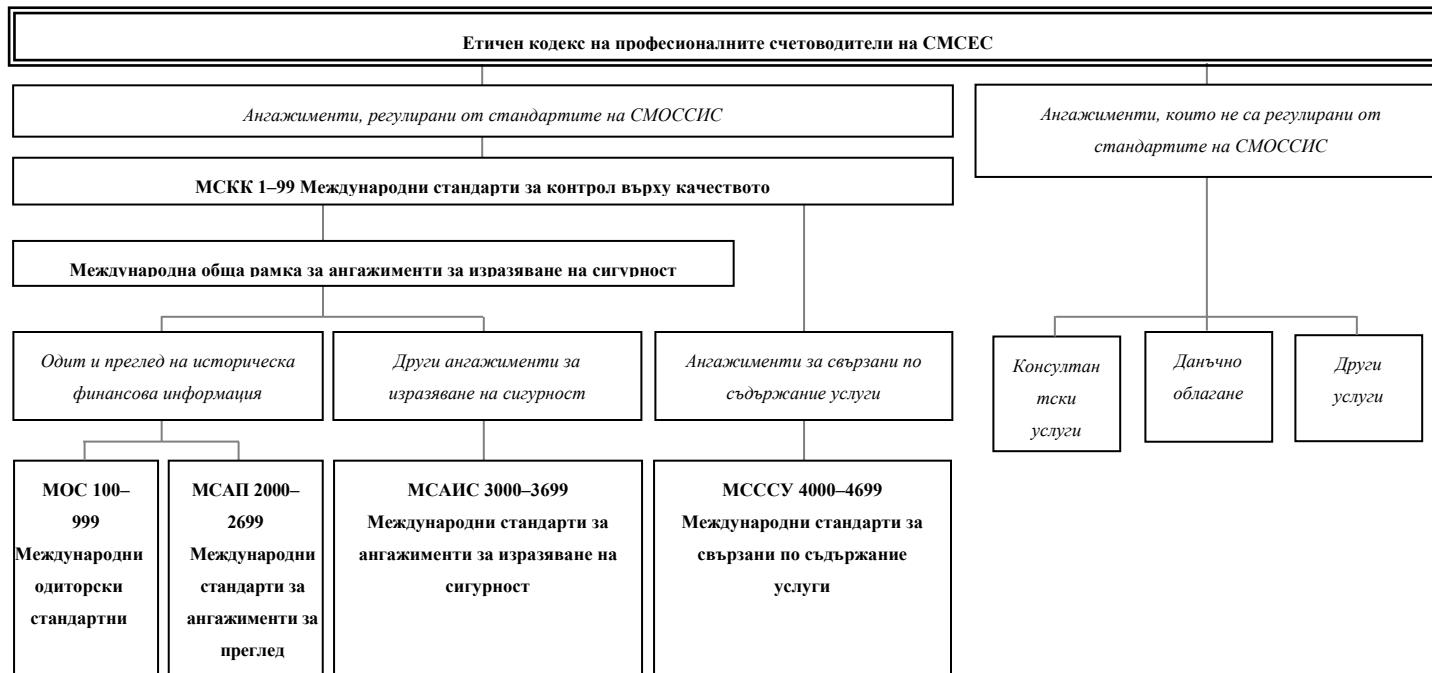 Етичен кодекс на професионалните счетоводители на СМСЕС
Ангажименти, регулирани от стандартите на СМОССИС
Ангажименти, които не са регулирани от
стандартите на СМОССИС
МСКК 1–99 Международни стандарти за контрол върху качеството
Международна обща рамка за ангажименти за изразяване на сигурност
Одит и преглед на историческа
финансова информация
Други ангажименти за
изразяване на сигурност
Ангажименти за свързани по
съдържание услуги
Консултан
тски
услуги
Данъчно
облагане
Други
услуги
МОС 100–
999
Международни
одиторски
стандартни
МСАП 2000–
2699
Международни
стандарти за
ангажименти за
преглед
МСАИС 3000–3699
Международни стандарти за
ангажименти за изразяване на
сигурност
МСССУ 4000–4699
Международни стандарти за
свързани по съдържание
услуги